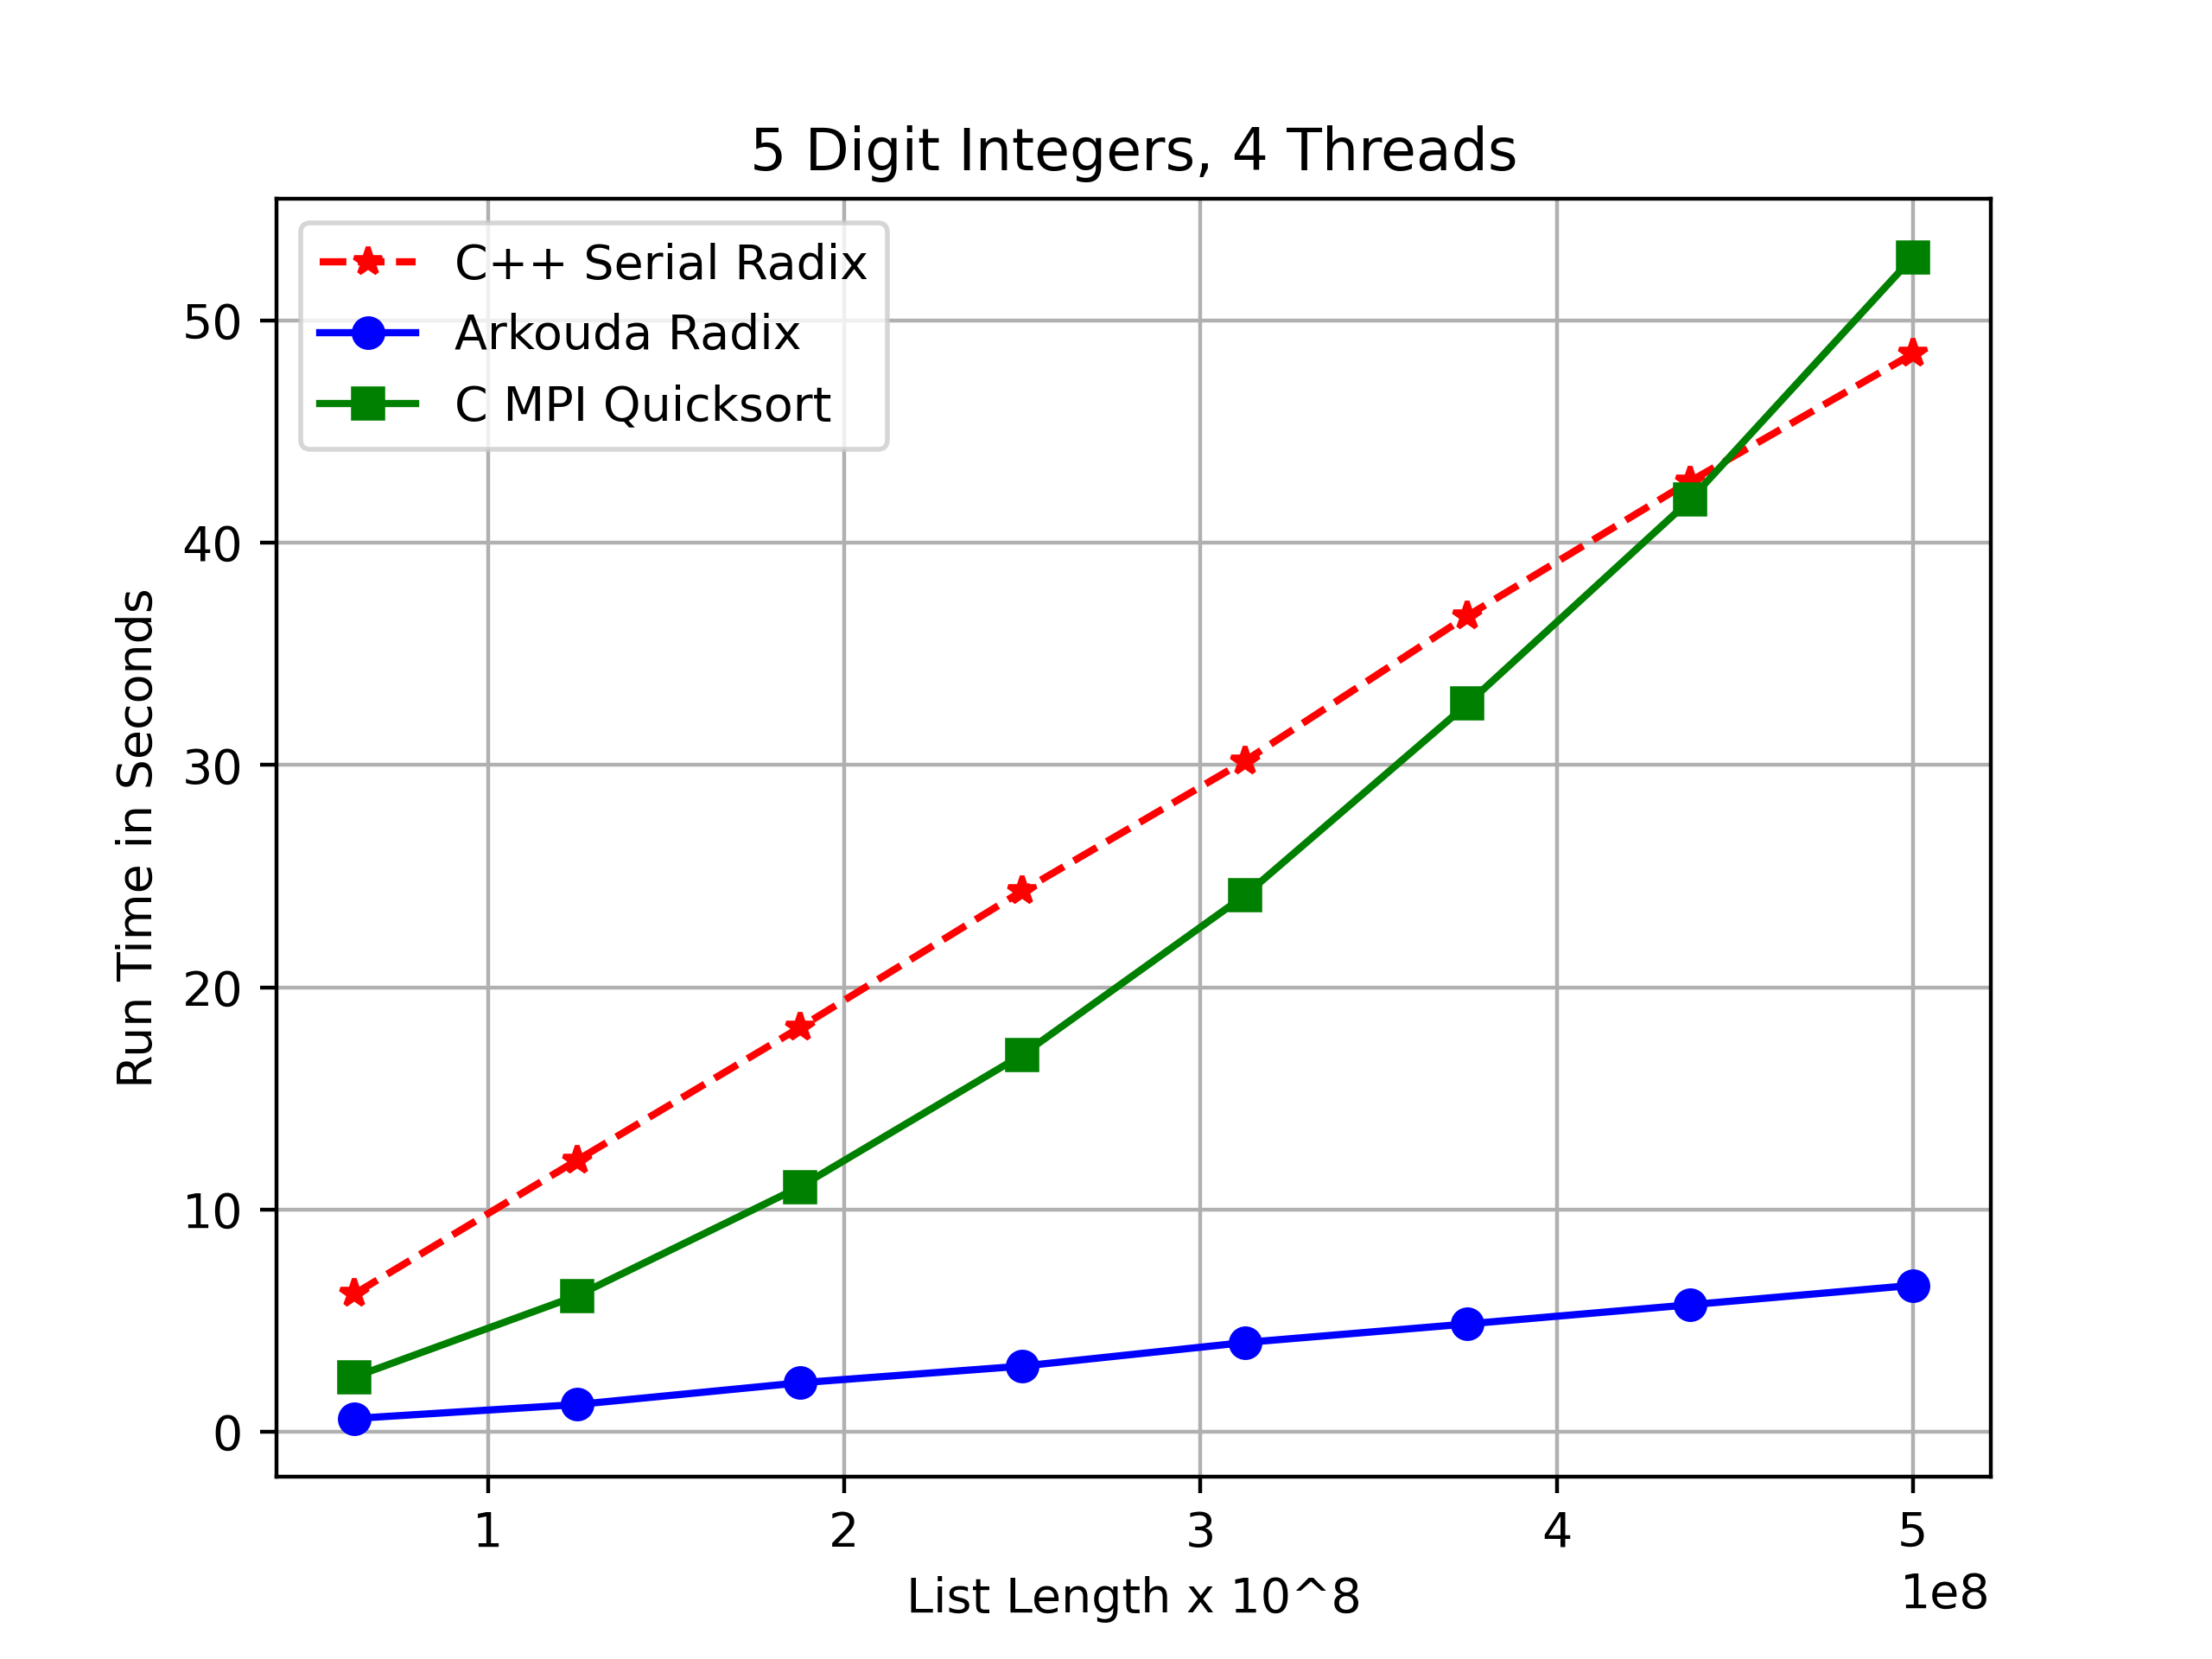 5 Digit Integers, 4 Threads
C++ Serial Radix
Arkouda Radix
C MPI Quicksort
Run Time in Seconds
50
40
30
20
10
0
1 2 3 4 5
List Length x 10^8
1e8